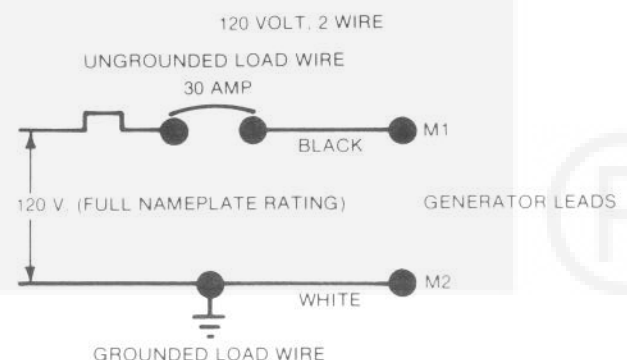 120 VOLT, 2 WIRE
UNGROUNDED LOAD WIRE
30 AMP
M1
BLACK
120 V. (FULL NAMEPLATE RATING)
GENERATOR LEADS
M2
WHITE
GROUNDED LOAD WIRE